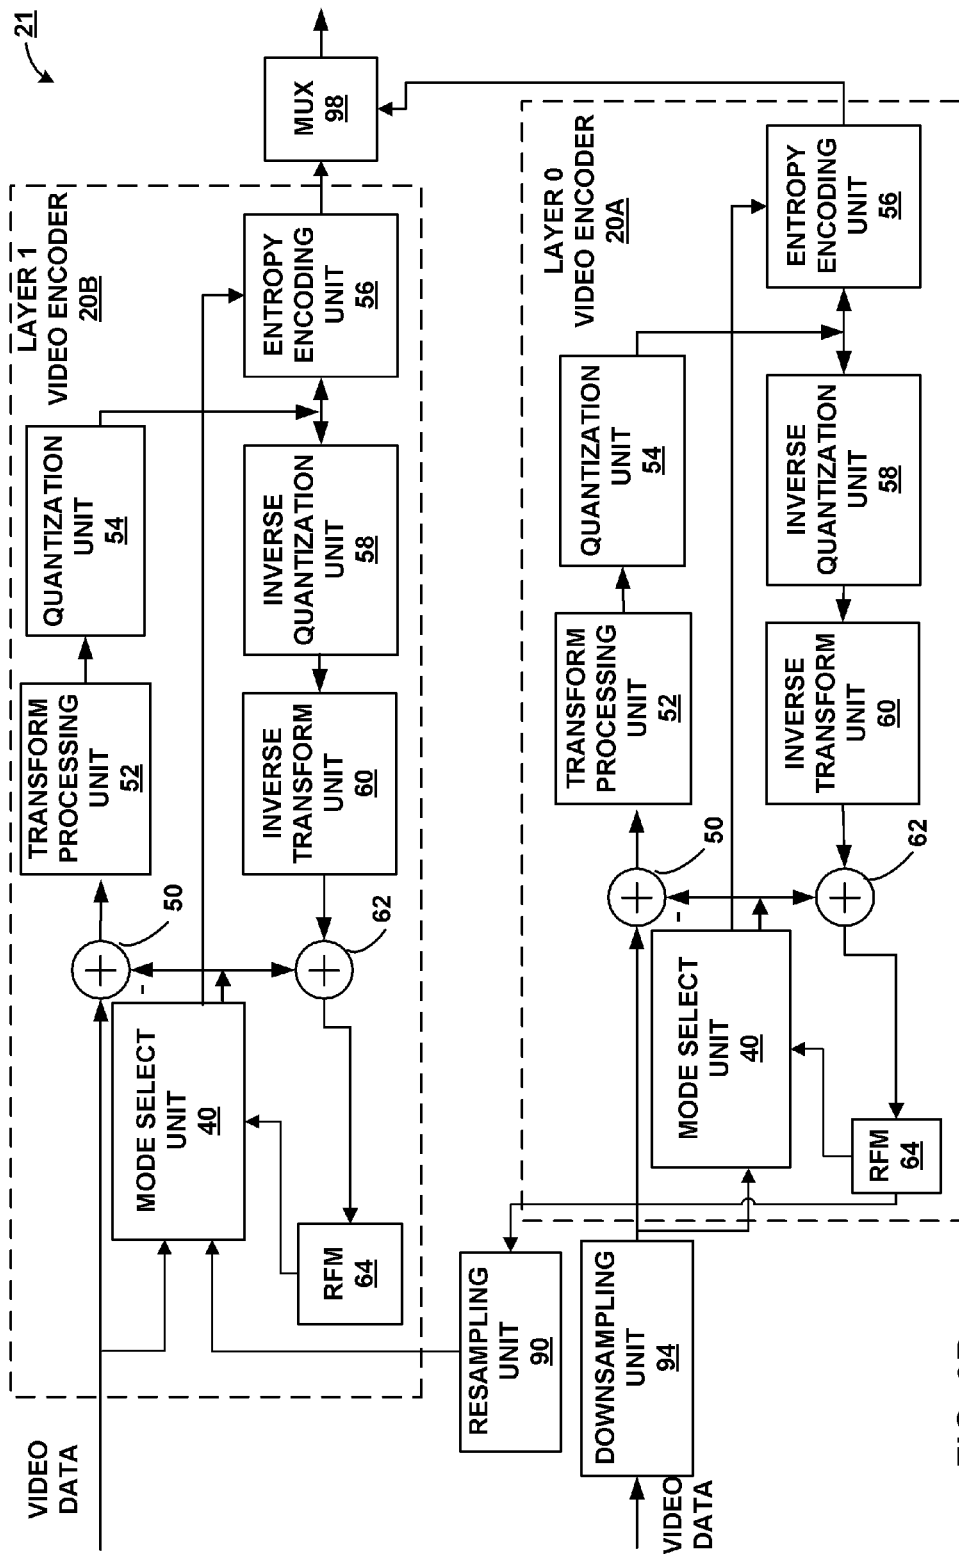 21
VIDEO
DATA
LAYER 1
VIDEO ENCODER
20B
TRANSFORM
PROCESSING
UNIT
52
QUANTIZATION
UNIT
54
50
-
MODE SELECT
UNIT
40
ENTROPY
ENCODING
UNIT
56
INVERSE
QUANTIZATION
UNIT
58
INVERSE
TRANSFORM
UNIT
60
62
RFM
64
MUX
98
RESAMPLING
UNIT
90
VIDEO
DATA
DOWNSAMPLING
UNIT
94
LAYER 0
VIDEO ENCODER
20A
TRANSFORM
PROCESSING
UNIT
52
QUANTIZATION
UNIT
54
50
-
MODE SELECT
UNIT
40
ENTROPY
ENCODING
UNIT
56
INVERSE
QUANTIZATION
UNIT
58
INVERSE
TRANSFORM
UNIT
60
62
RFM
64